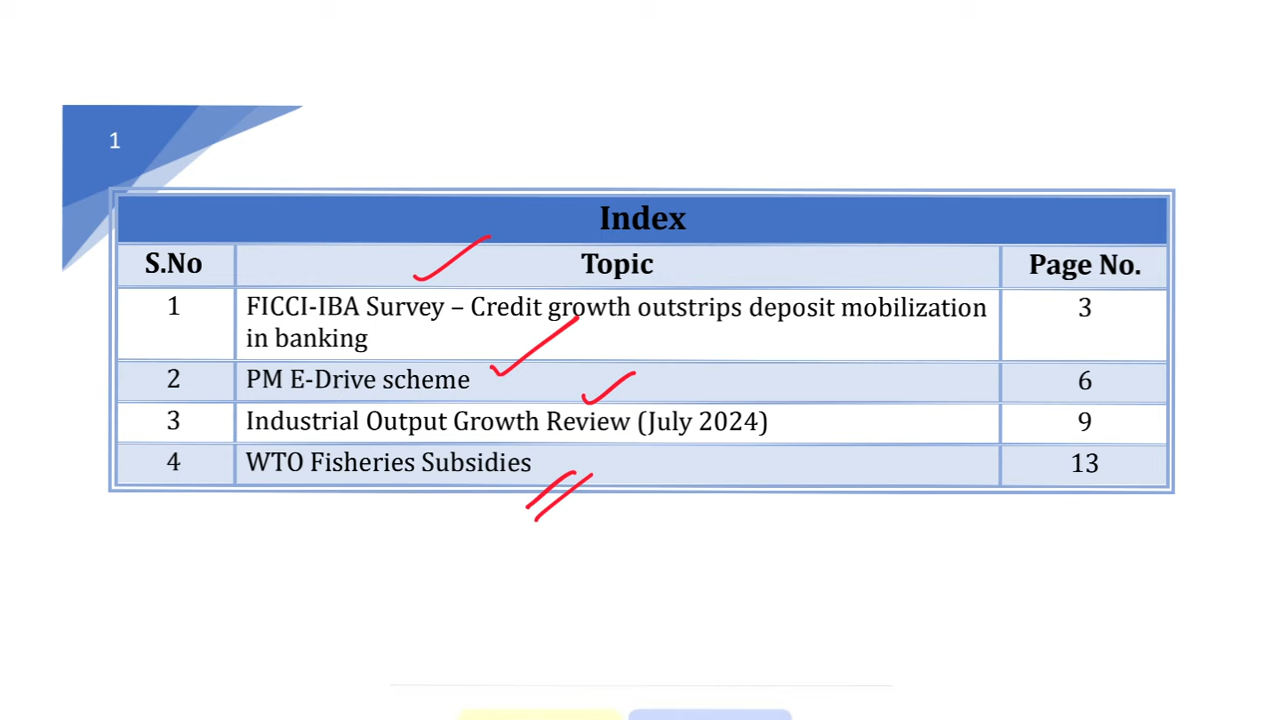 1
Index
S.No Topic Page No.
1 FICCI-IBA Survey – Credit growth outstrips deposit mobilization 3
in banking
2 PM E-Drive scheme 6
3 Industrial Output Growth Review (July 2024) 9
4 WTO Fisheries Subsidies 13